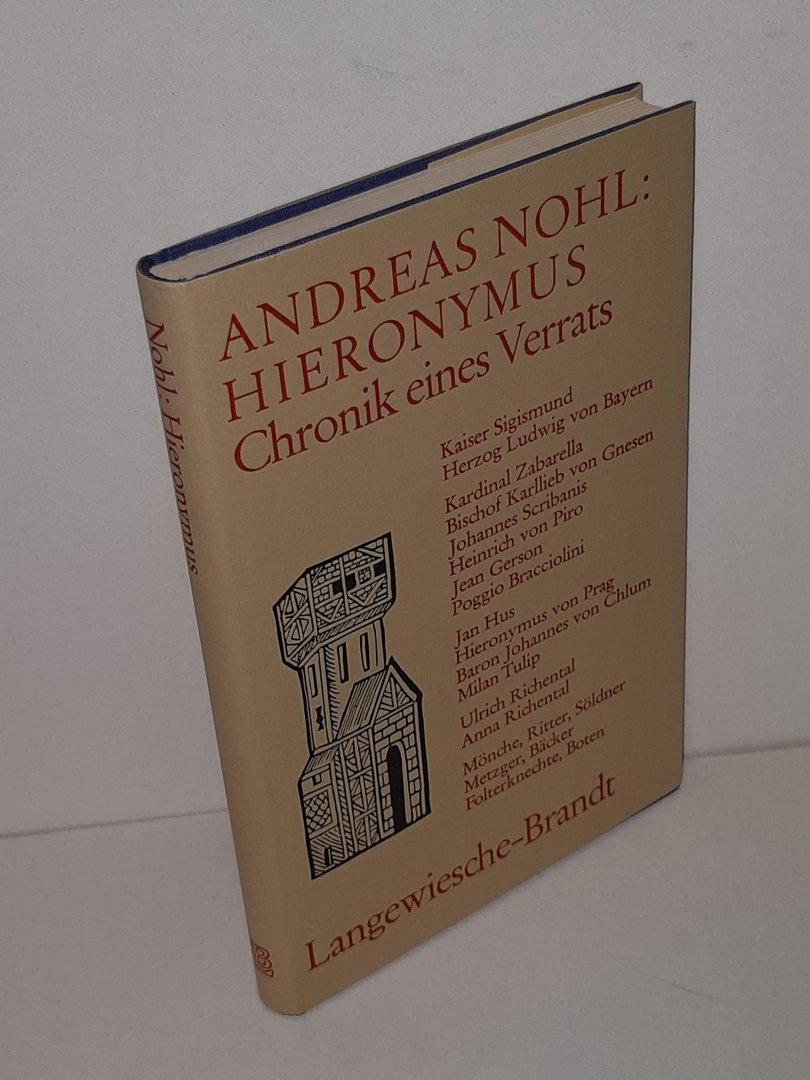 ANDREAS NOHL:
HIERONYMUS
Chronik eines Verrats
Kaiser Sigismund
Herzog Ludwig von Bayern
Kardinal Zabarella
Bischof Karllieb von Gnesen
Johannes Scribanis
Heinrich von Piro
Jean Gerson
Poggio Bracciolini
Jan Hus
Hieronymus von Prag
Baron Johannes von Chlum
Milan Tulip
Ulrich Richental
Anna Richental
Mönche, Ritter, Söldner
Metzger, Bäcker
Folterknechte, Boten
Langewiesche-Brandt
Nohl: Hieronymus